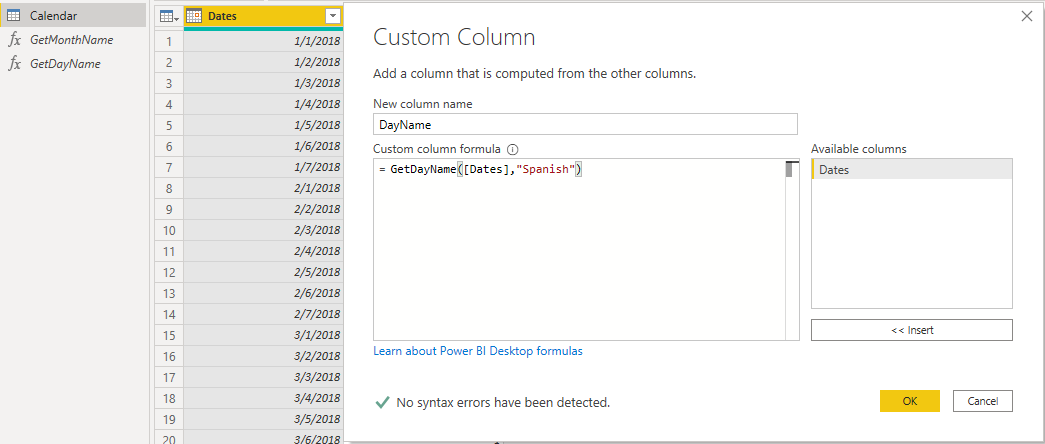 Calendar
fx GetMonthName
fx GetDayName
Dates
1 1/1/2018
2 1/2/2018
3 1/3/2018
4 1/4/2018
5 1/5/2018
6 1/6/2018
7 1/7/2018
8 2/1/2018
9 2/2/2018
10 2/3/2018
11 2/4/2018
12 2/5/2018
13 2/6/2018
14 2/7/2018
15 3/1/2018
16 3/2/2018
17 3/3/2018
18 3/4/2018
19 3/5/2018
20 3/6/2018
Custom Column
Add a column that is computed from the other columns.
New column name
DayName
Custom column formula
= GetDayName([Dates],"Spanish")
Available columns
Dates
<< Insert
Learn about Power BI Desktop formulas
No syntax errors have been detected.
OK
Cancel